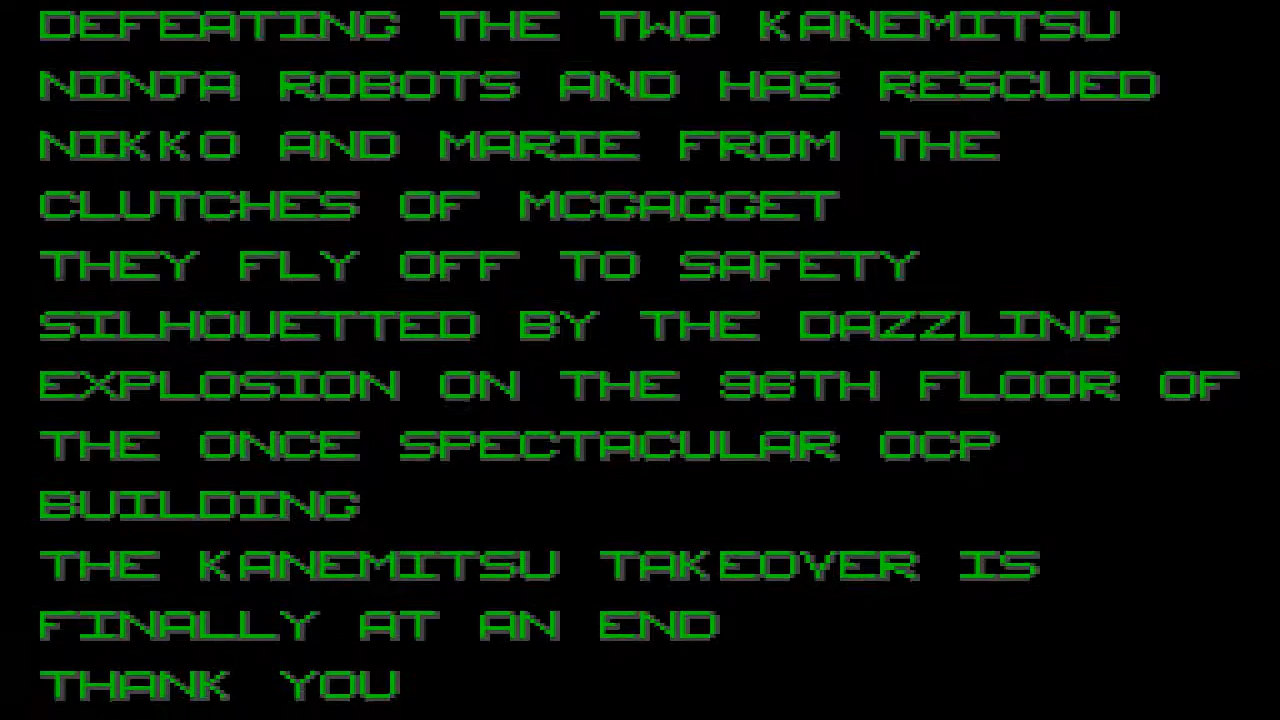 DEFEATING THE TWO KANEMITSU
NINJA ROBOTS AND HAS RESCUED
NIKKO AND MARIE FROM THE
CLUTCHES OF MCGAGGET
THEY FLY OFF TO SAFETY
SILHOUETTED BY THE DAZZLING
EXPLOSION ON THE 96TH FLOOR OF
THE ONCE SPECTACULAR OCP
BUILDING
THE KANEMITSU TAKEOVER IS
FINALLY AT AN END
THANK YOU